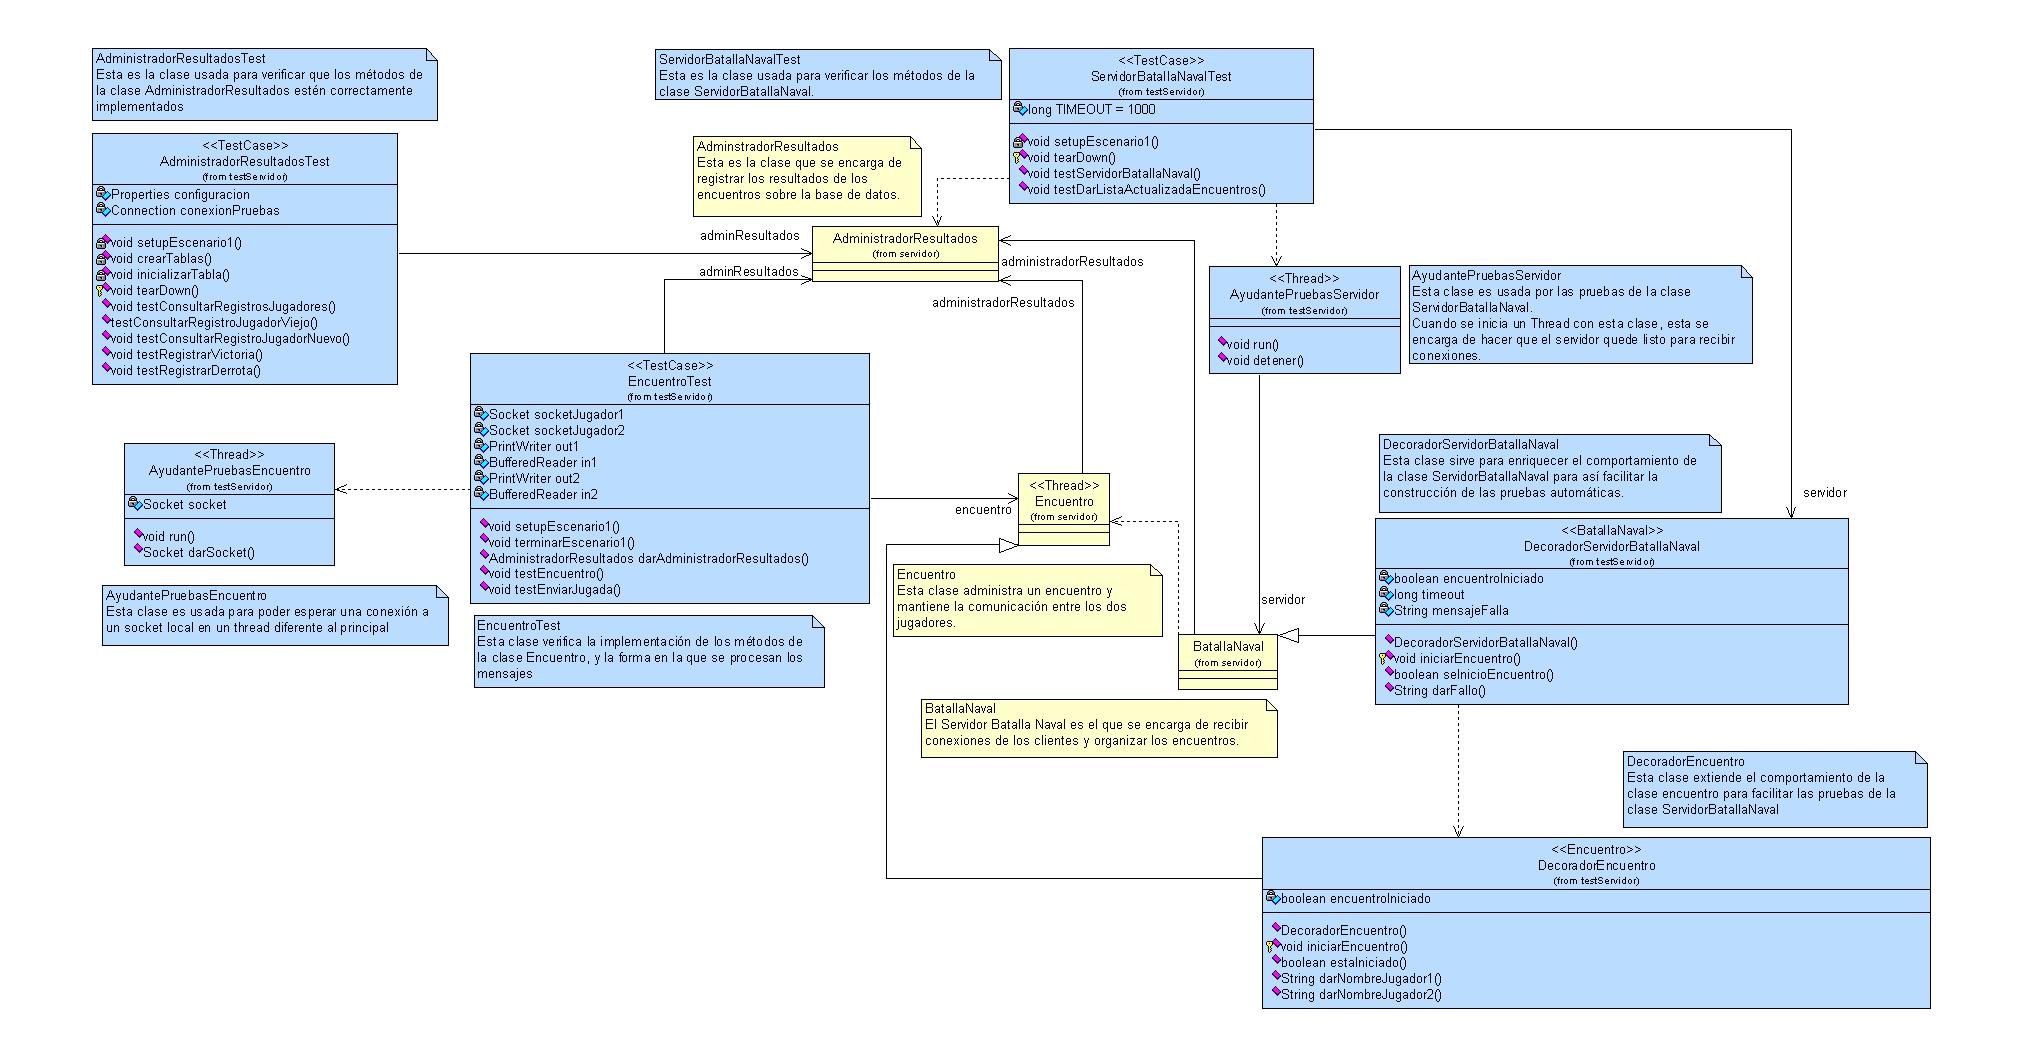 AdministradorResultadosTest
Esta es la clase usada para verificar que los métodos de
la clase AdministradorResultados estén correctamente
implementados
<<TestCase>>
AdministradorResultadosTest
(from testServidor)
Properties configuracion
Connection conexionPruebas
void setupEscenario1()
void crearTablas()
void inicializarTabla()
void tearDown()
void testConsultarRegistrosJugadores()
testConsultarRegistroJugadorViejo()
void testConsultarRegistroJugadorNuevo()
void testRegistrarVictoria()
void testRegistrarDerrota()
ServidorBatallaNavalTest
Esta es la clase usada para verificar los métodos de la
clase ServidorBatallaNaval.
<<TestCase>>
ServidorBatallaNavalTest
(from testServidor)
long TIMEOUT = 1000
void setupEscenario1()
void tearDown()
void testServidorBatallaNaval()
void testDarListaActualizadaEncuentros()
AdminstradorResultados
Esta es la clase que se encarga de
registrar los resultados de los
encuentros sobre la base de datos.
adminResultados
AdministradorResultados
(from servidor)
adminResultados
administradorResultados
administradorResultados
<<Thread>>
AyudantePruebasServidor
(from testServidor)
void run()
void detener()
AyudantePruebasServidor
Esta clase es usada por las pruebas de la clase
ServidorBatallaNaval.
Cuando se inicia un Thread con esta clase, esta se
encarga de hacer que el servidor quede listo para recibir
conexiones.
<<TestCase>>
EncuentroTest
(from testServidor)
Socket socketJugador1
Socket socketJugador2
PrintWriter out1
BufferedReader in1
PrintWriter out2
BufferedReader in2
void setupEscenario1()
void terminarEscenario1()
AdministradorResultados darAdministradorResultados()
void testEncuentro()
void testEnviarJugada()
<<Thread>>
AyudantePruebasEncuentro
(from testServidor)
Socket socket
void run()
Socket darSocket()
AyudantePruebasEncuentro
Esta clase es usada para poder esperar una conexión a
un socket local en un thread diferente al principal
EncuentroTest
Esta clase verifica la implementación de los métodos de
la clase Encuentro, y la forma en la que se procesan los
mensajes
encuentro
<<Thread>>
Encuentro
(from servidor)
Encuentro
Esta clase administra un encuentro y
mantiene la comunicación entre los dos
jugadores.
DecoradorServidorBatallaNaval
Esta clase sirve para enriquecer el comportamiento de
la clase ServidorBatallaNaval para así facilitar la
construcción de las pruebas automáticas.
servidor
<<BatallaNaval>>
DecoradorServidorBatallaNaval
(from testServidor)
boolean encuentroIniciado
long timeout
String mensajeFalla
DecoradorServidorBatallaNaval()
void iniciarEncuentro()
boolean seInicioEncuentro()
String darFallo()
servidor
BatallaNaval
(from servidor)
BatallaNaval
El Servidor Batalla Naval es el que se encarga de recibir
conexiones de los clientes y organizar los encuentros.
DecoradorEncuentro
Esta clase extiende el comportamiento de la
clase encuentro para facilitar las pruebas de la
clase ServidorBatallaNaval
<<Encuentro>>
DecoradorEncuentro
(from testServidor)
boolean encuentroIniciado
DecoradorEncuentro()
void iniciarEncuentro()
boolean estaIniciado()
String darNombreJugador1()
String darNombreJugador2()